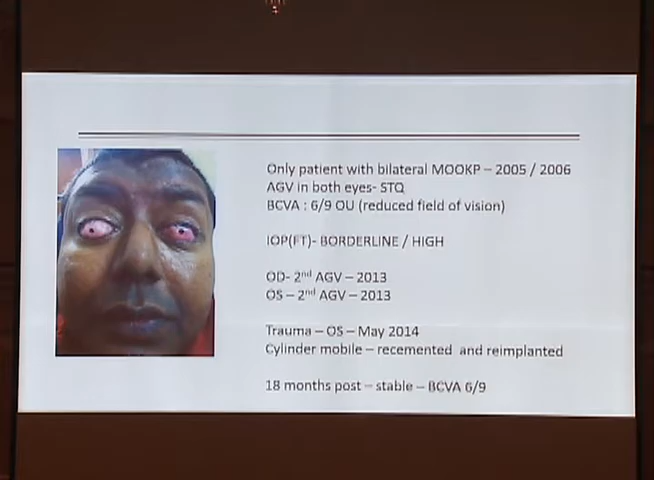 Only patient with bilateral MOOKP – 2005 / 2006
AGV in both eyes- STQ
BCVA : 6/9 OU (reduced field of vision)
IOP(FT)- BORDERLINE / HIGH
OD- 2nd AGV – 2013
OS – 2nd AGV – 2013
Trauma – OS – May 2014
Cylinder mobile – recemented and reimplanted
18 months post – stable – BCVA 6/9